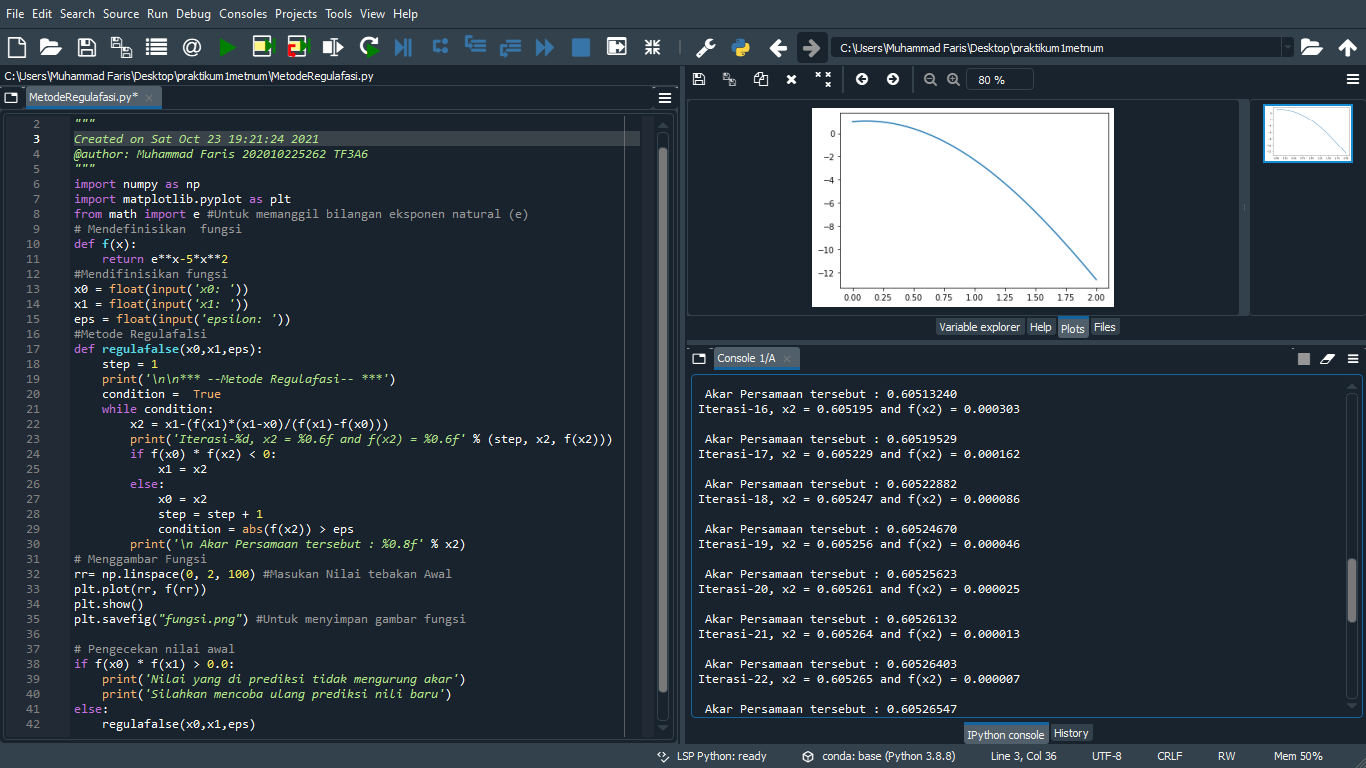 File Edit Search Source Run Debug Consoles Projects Tools View Help
C:\Users\Muhammad Faris\Desktop\praktikum1metnum
C:\Users\Muhammad Faris\Desktop\praktikum1metnum\MetodeRegulafasi.py
MetodeRegulafasi.py*
2 """
3 Created on Sat Oct 23 19:21:24 2021
4 @author: Muhammad Faris 202010225262 TF3A6
5 """
6 import numpy as np
7 import matplotlib.pyplot as plt
8 from math import e #Untuk memanggil bilangan eksponen natural (e)
9 # Mendefinisikan  fungsi
10 def f(x):
11     return e**x-5*x**2
12 #Mendifinisikan fungsi
13 x0 = float(input('x0: '))
14 x1 = float(input('x1: '))
15 eps = float(input('epsilon: '))
16 #Metode Regulafalsi
17 def regulafalse(x0,x1,eps):
18     step = 1
19     print('\n\n*** --Metode Regulafasi-- ***')
20     condition =  True
21     while condition:
22         x2 = x1-(f(x1)*(x1-x0)/(f(x1)-f(x0)))
23         print('Iterasi-%d, x2 = %0.6f and f(x2) = %0.6f' % (step, x2, f(x2)))
24         if f(x0) * f(x2) < 0:
25             x1 = x2
26         else:
27             x0 = x2
28             step = step + 1
29             condition = abs(f(x2)) > eps
30         print('\n Akar Persamaan tersebut : %0.8f' % x2)
31 # Menggambar Fungsi
32 rr= np.linspace(0, 2, 100) #Masukan Nilai tebakan Awal
33 plt.plot(rr, f(rr))
34 plt.show()
35 plt.savefig("fungsi.png") #Untuk menyimpan gambar fungsi
36
37 # Pengecekan nilai awal
38 if f(x0) * f(x1) > 0.0:
39     print('Nilai yang di prediksi tidak mengurung akar')
40     print('Silahkan mencoba ulang prediksi nili baru')
41 else:
42     regulafalse(x0,x1,eps)
80 %
0
−2
−4
−6
−8
−10
−12
0.00 0.25 0.50 0.75 1.00 1.25 1.50 1.75 2.00
Variable explorer Help Plots Files
Console 1/A
Akar Persamaan tersebut : 0.60513240
Iterasi-16, x2 = 0.605195 and f(x2) = 0.000303
Akar Persamaan tersebut : 0.60519529
Iterasi-17, x2 = 0.605229 and f(x2) = 0.000162
Akar Persamaan tersebut : 0.60522882
Iterasi-18, x2 = 0.605247 and f(x2) = 0.000086
Akar Persamaan tersebut : 0.60524670
Iterasi-19, x2 = 0.605256 and f(x2) = 0.000046
Akar Persamaan tersebut : 0.60525623
Iterasi-20, x2 = 0.605261 and f(x2) = 0.000025
Akar Persamaan tersebut : 0.60526132
Iterasi-21, x2 = 0.605264 and f(x2) = 0.000013
Akar Persamaan tersebut : 0.60526403
Iterasi-22, x2 = 0.605265 and f(x2) = 0.000007
Akar Persamaan tersebut : 0.60526547
IPython console History
LSP Python: ready conda: base (Python 3.8.8) Line 3, Col 36 UTF-8 CRLF RW Mem 50%